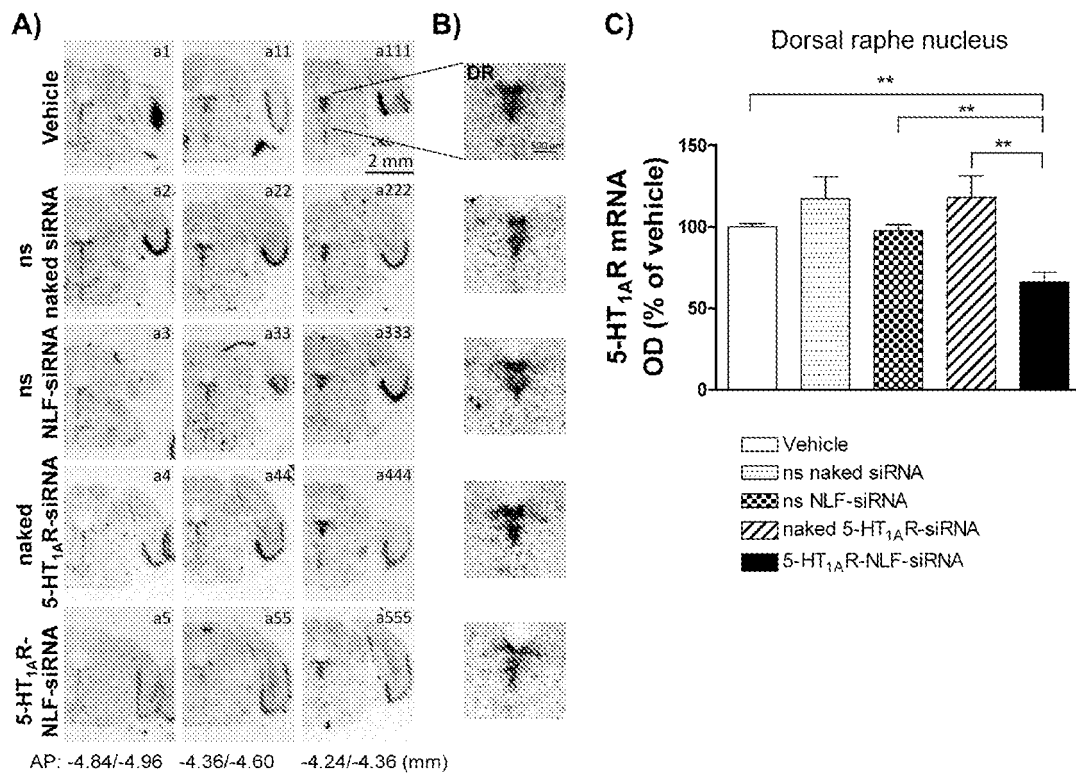 A)
B)
C)
Vehicle
a1
a11
a111
2 mm
ns
naked siRNA
a2
a22
a222
ns
NLF-siRNA
a3
a33
a333
naked
5-HT1AR-siRNA
a4
a44
a444
5-HT1AR-
NLF-siRNA
a5
a55
a555
AP: -4.84/-4.96 -4.36/-4.60 -4.24/-4.36 (mm)
DR
Dorsal raphe nucleus
**
**
**
5-HT1AR mRNA
OD (% of vehicle)
150
100
50
0
Vehicle
ns naked siRNA
ns NLF-siRNA
naked 5-HT1AR-siRNA
5-HT1AR-NLF-siRNA